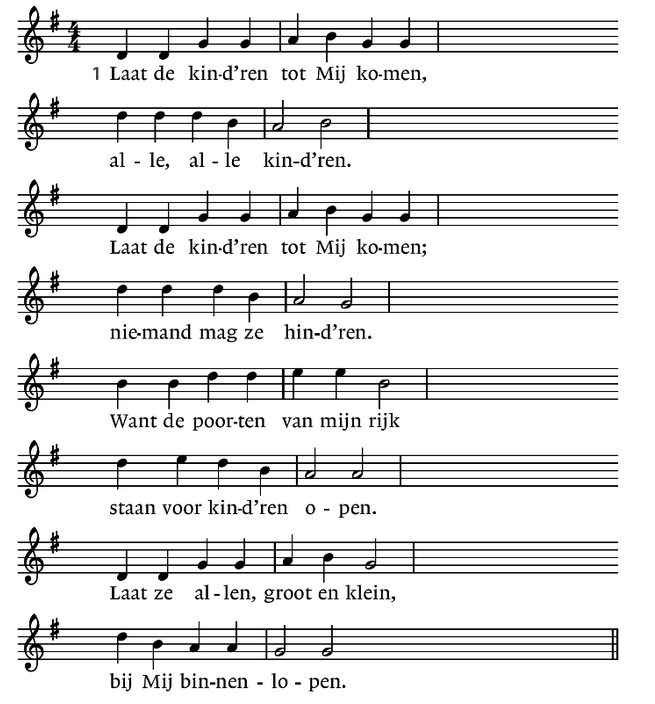 4/4
1 Laat de kin-d’ren tot Mij ko-men,
al - le, al - le kin-d’ren.
Laat de kin-d’ren tot Mij ko-men;
nie-mand mag ze hin-d’ren.
Want de poor-ten van mijn rijk
staan voor kin-d’ren o - pen.
Laat ze al - len, groot en klein,
bij Mij bin-nen - lo - pen.